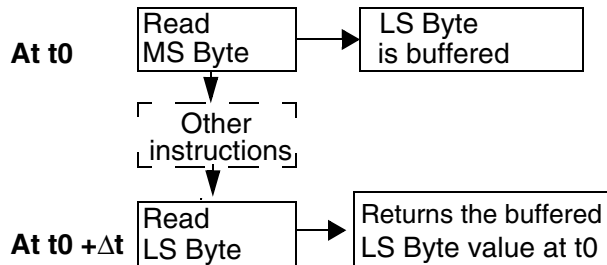 At t0
Read
MS Byte
LS Byte
is buffered
Other
instructions
At t0 +Δt
Read
LS Byte
Returns the buffered
LS Byte value at t0